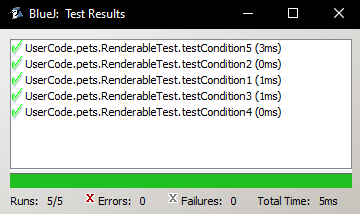 BlueJ: Test Results
UserCode.pets.RenderableTest.testCondition5 (3ms)
UserCode.pets.RenderableTest.testCondition2 (0ms)
UserCode.pets.RenderableTest.testCondition1 (1ms)
UserCode.pets.RenderableTest.testCondition3 (1ms)
UserCode.pets.RenderableTest.testCondition4 (0ms)
Runs: 5/5 X Errors: 0 X Failures: 0 Total Time: 5ms